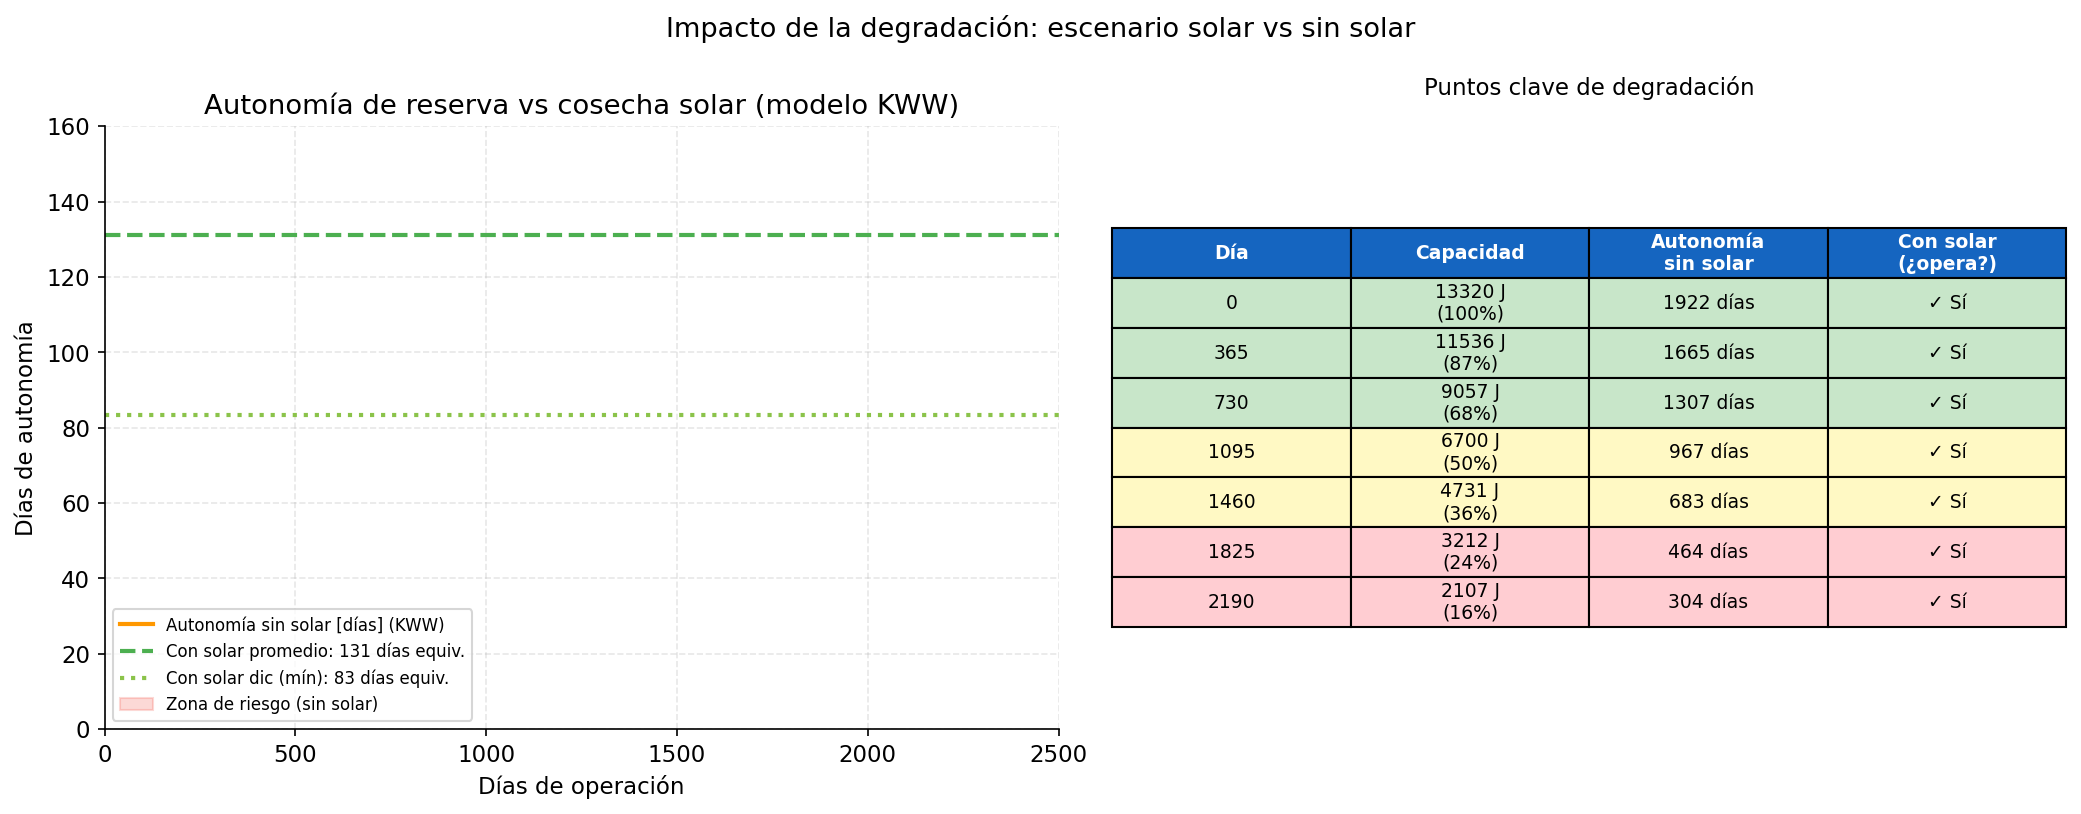 Impacto de la degradación: escenario solar vs sin solar
Autonomía de reserva vs cosecha solar (modelo KWW)
160
140
120
100
80
60
40
20
0
Días de autonomía
0 500 1000 1500 2000 2500
Días de operación
Autonomía sin solar [días] (KWW)
Con solar promedio: 131 días equiv.
Con solar dic (mín): 83 días equiv.
Zona de riesgo (sin solar)
Puntos clave de degradación
Día
Capacidad
Autonomía
sin solar
Con solar
(¿opera?)
0
13320 J
(100%)
1922 días
✓ Sí
365
11536 J
(87%)
1665 días
✓ Sí
730
9057 J
(68%)
1307 días
✓ Sí
1095
6700 J
(50%)
967 días
✓ Sí
1460
4731 J
(36%)
683 días
✓ Sí
1825
3212 J
(24%)
464 días
✓ Sí
2190
2107 J
(16%)
304 días
✓ Sí